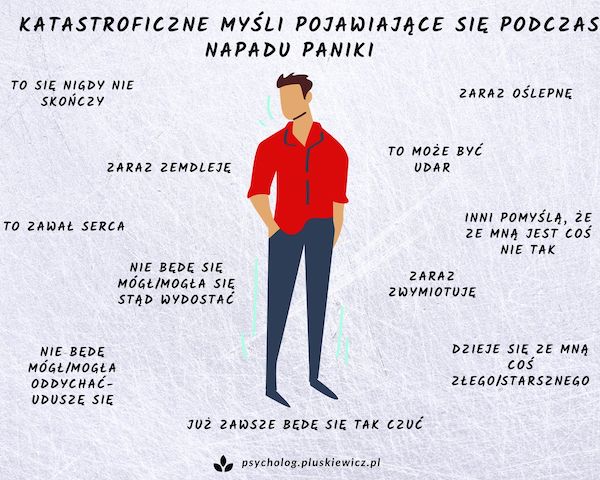 KATASTROFICZNE MYŚLI POJAWIAJĄCE SIĘ PODCZAS
NAPADU PANIKI
TO SIĘ NIGDY NIE
SKOŃCZY
ZARAZ OŚLEPNĘ
ZARAZ ZEMDLEJĘ
TO MOŻE BYĆ
UDAR
TO ZAWAŁ SERCA
INNI POMYŚLĄ, ŻE
ZE MNĄ JEST COŚ
NIE TAK
NIE BĘDĘ SIĘ
MÓGŁ/MOGŁA SIĘ
STĄD WYDOSTAĆ
ZARAZ
ZWYMIOTUJĘ
NIE BĘDĘ
MÓGŁ/MOGŁA
ODDYCHAĆ-
UDUSZĘ SIĘ
DZIEJE SIĘ ZE MNĄ
COŚ
ZŁEGO/STARSZNEGO
JUŻ ZAWSZE BĘDĘ SIĘ TAK CZUĆ
psycholog.pluskiewicz.pl